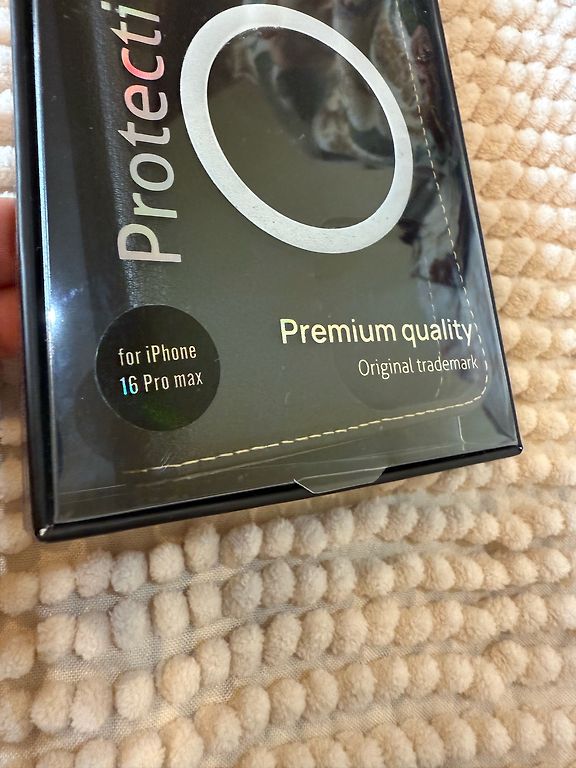 Protecti
Premium quality
Original trademark
for iPhone
16 Pro max